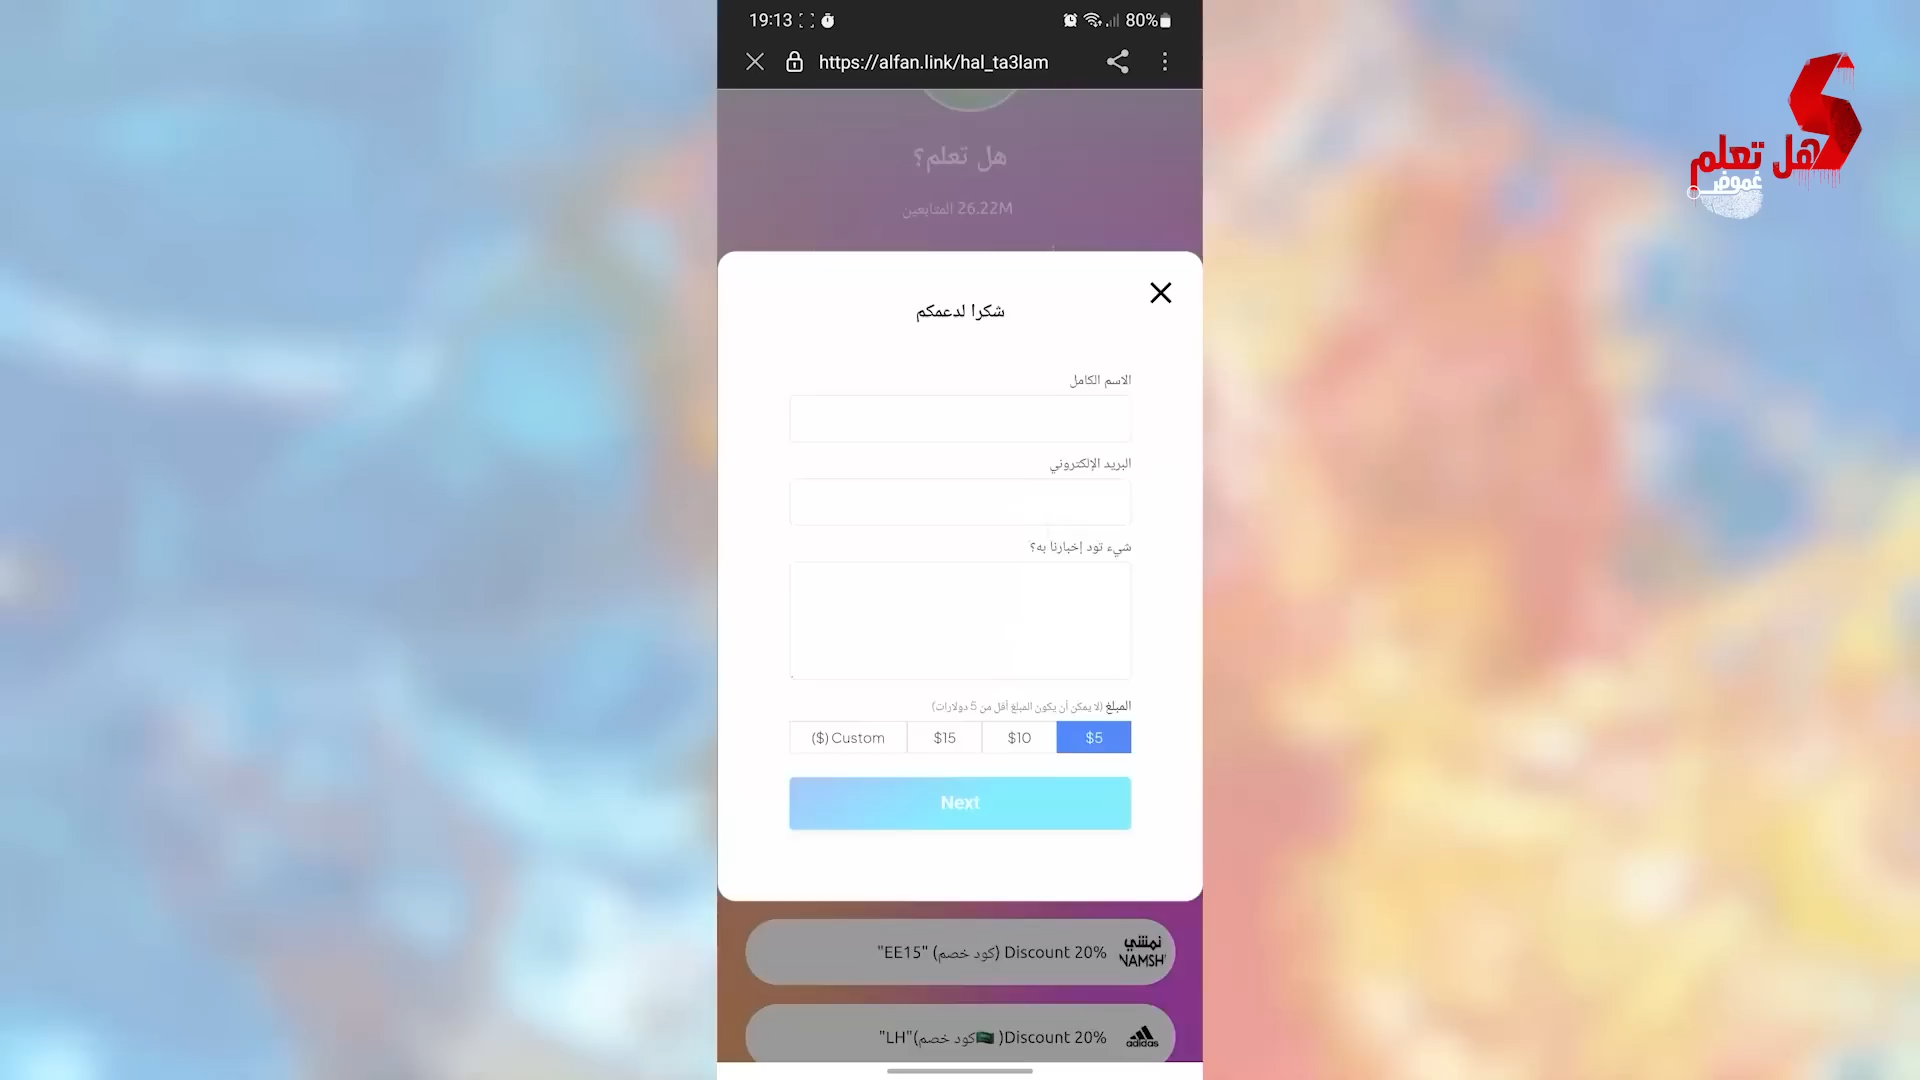 19:13
80%
https://alfan.link/hal_ta3lam
هل تعلم
غموض
هل تعلم؟
26.22M المتابعين
شكرا لدعمكم
الاسم الكامل
البريد الإلكتروني
شيء تود إخبارنا به؟
المبلغ (لا يمكن أن يكون المبلغ أقل من 5 دولارات)
$5 $10 $15 Custom ($)
Next
Discount 20% (كود خصم) "EE15"
نمشي
NAMSH
Discount 20% (🇸🇦كود خصم)"LH"
adidas